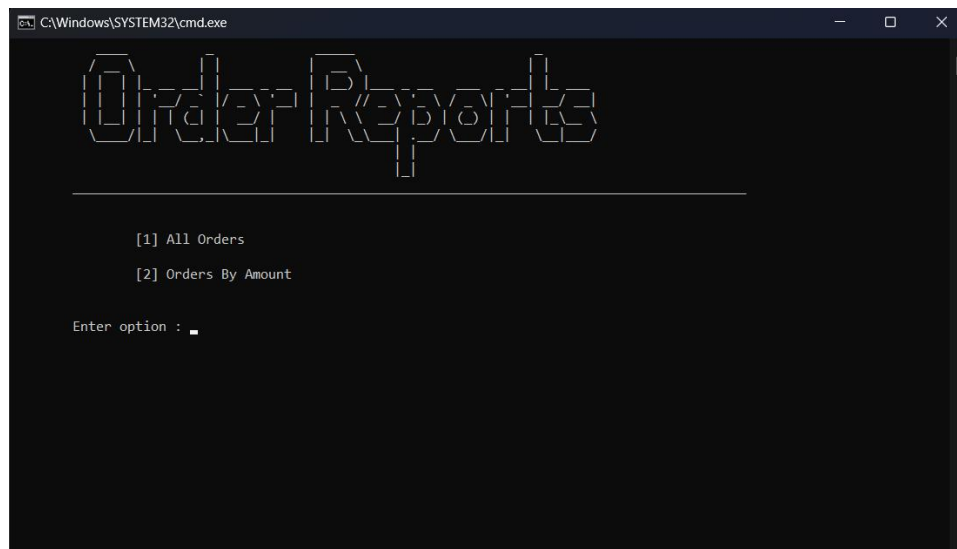 C:\Windows\SYSTEM32\cmd.exe
Order Reports
[1] All Orders
[2] Orders By Amount
Enter option :